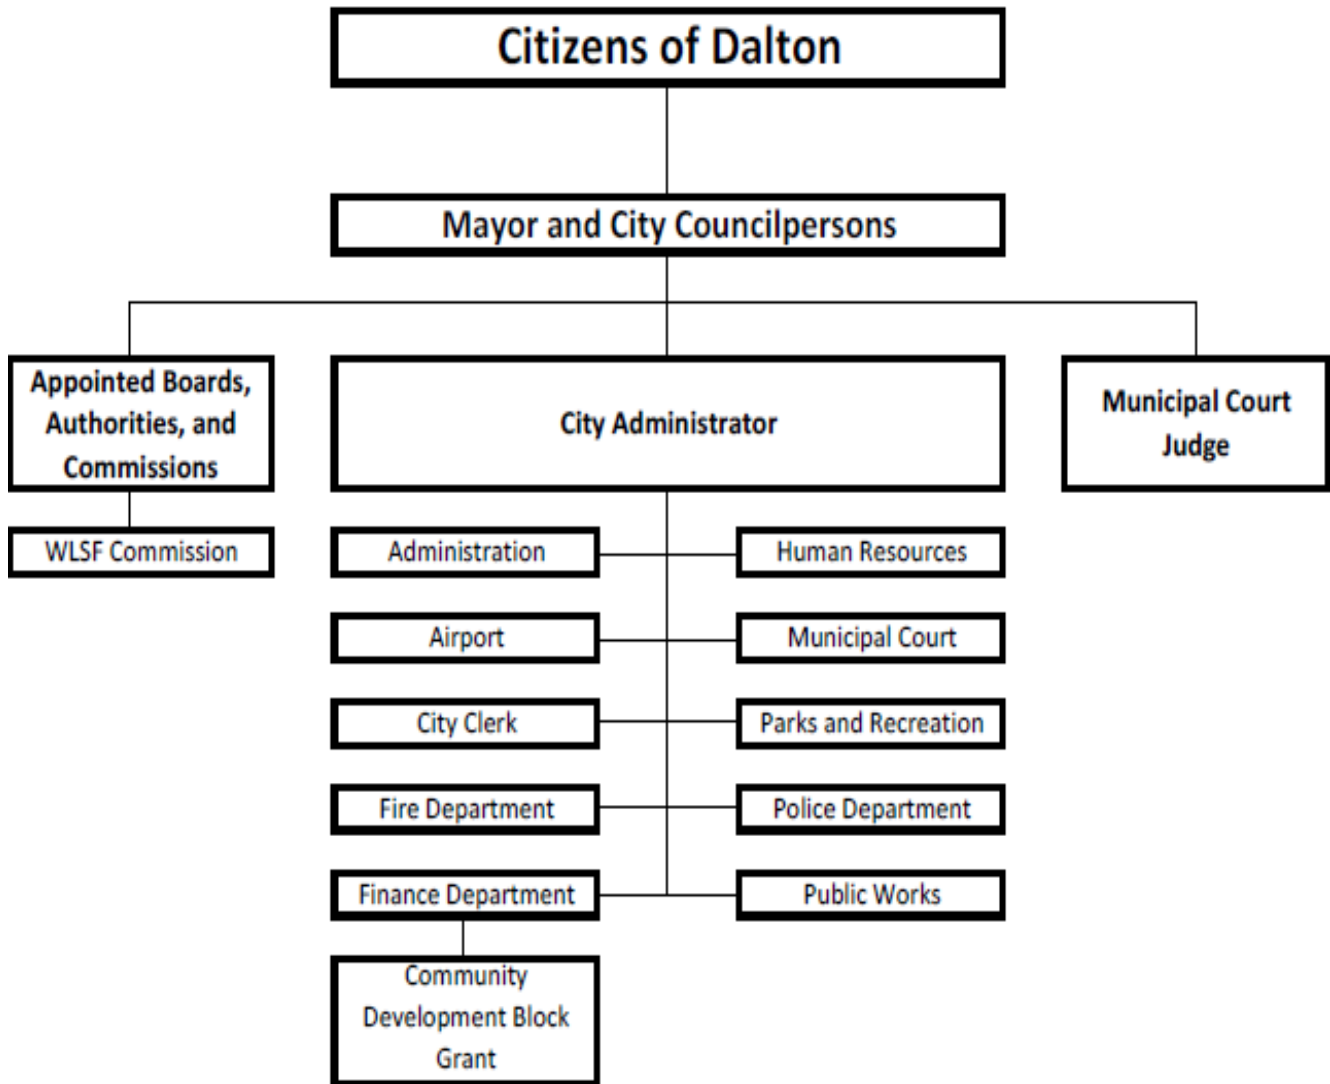 Citizens of Dalton
Mayor and City Councilpersons
Appointed Boards,
Authorities, and
Commissions
City Administrator
Municipal Court
Judge
WLSF Commission
Administration
Human Resources
Airport
Municipal Court
City Clerk
Parks and Recreation
Fire Department
Police Department
Finance Department
Public Works
Community
Development Block
Grant